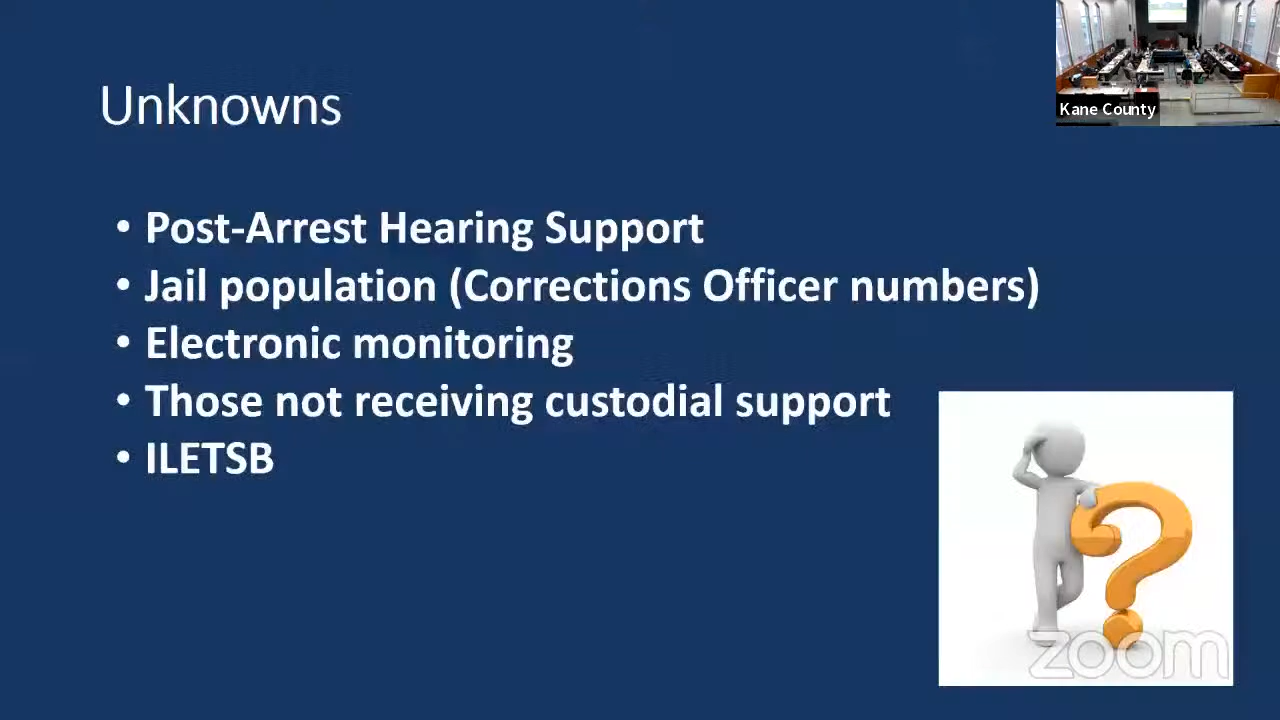 Kane County
Unknowns
• Post-Arrest Hearing Support
• Jail population (Corrections Officer numbers)
• Electronic monitoring
• Those not receiving custodial support
• ILETSB
zoom